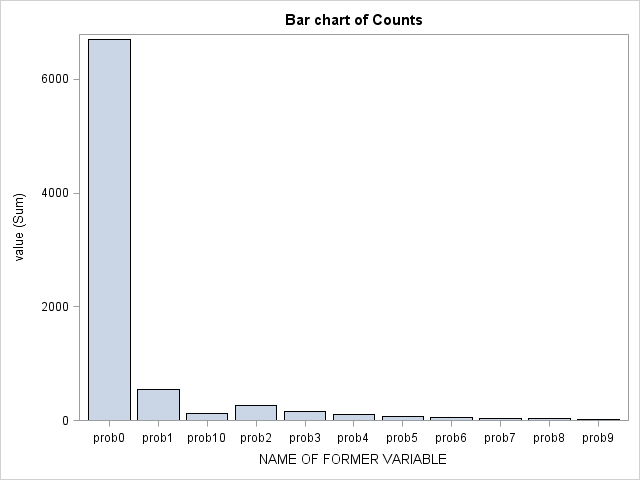 Bar chart of Counts
value (Sum)
6000
4000
2000
0
prob0 prob1 prob10 prob2 prob3 prob4 prob5 prob6 prob7 prob8 prob9
NAME OF FORMER VARIABLE